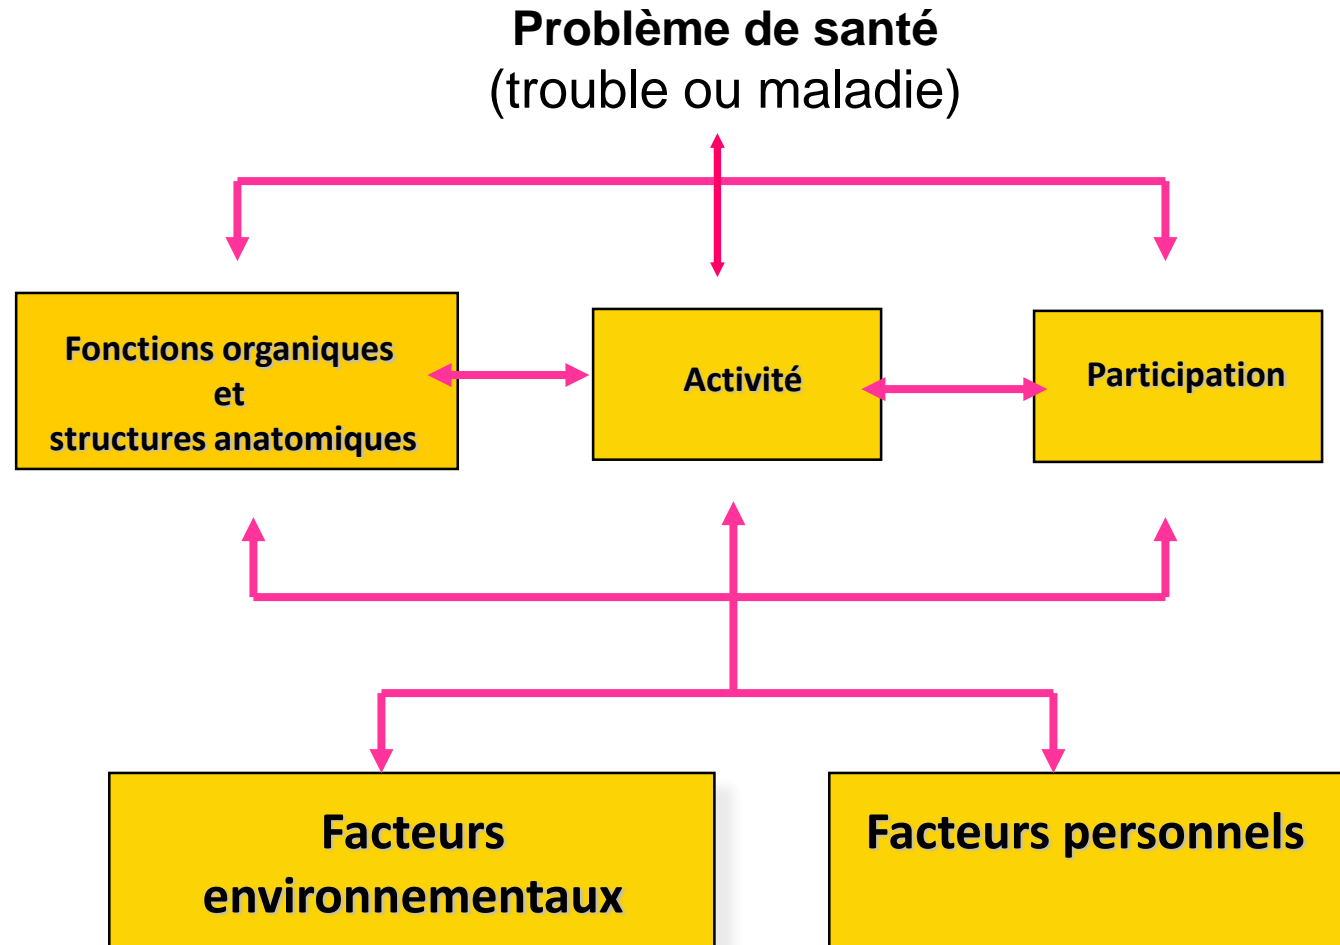 Problème de santé
(trouble ou maladie)
Fonctions organiques
et
structures anatomiques
Activité
Participation
Facteurs
environnementaux
Facteurs personnels